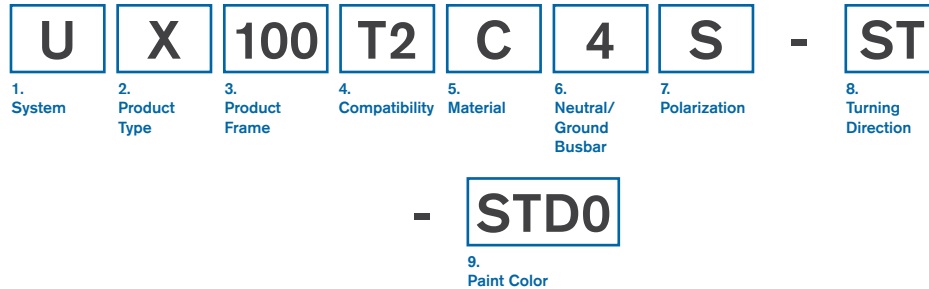 U X 100 T2 C 4 S - ST
1. 2. 3. 4. 5. 6. 7. 8.
System Product Product Compatibility Material Neutral/ Polarization Turning
Type Frame Ground Direction
Busbar
- STD0
9.
Paint Color